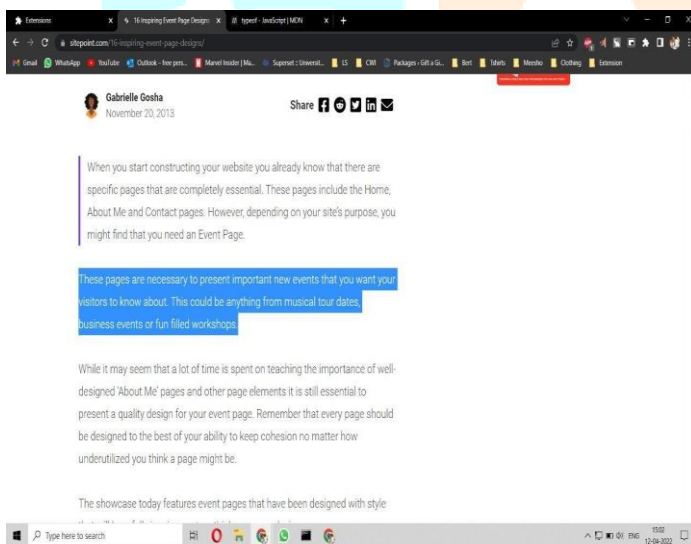 Extensions
16 Inspiring Event Page Designs
typeof - JavaScript | MDN
sitepoint.com/16-inspiring-event-page-designs/
Gmail WhatsApp YouTube Outlook – free pers... Marvel Insider | Ma... Superset : Universit... LS CWI Packages ‹ Gift a Gi... Bert Tshirts Meesho Clothing Extension
Gabrielle Gosha
November 20, 2013
Share
When you start constructing your website you already know that there are
specific pages that are completely essential. These pages include the Home,
About Me and Contact pages. However, depending on your site's purpose, you
might find that you need an Event Page.
These pages are necessary to present important new events that you want your
visitors to know about. This could be anything from musical tour dates,
business events or fun filled workshops.
While it may seem that a lot of time is spent on teaching the importance of well-
designed 'About Me' pages and other page elements it is still essential to
present a quality design for your event page. Remember that every page should
be designed to the best of your ability to keep cohesion no matter how
underutilized you think a page might be.
The showcase today features event pages that have been designed with style
Type here to search
ENG
15:02
12-04-2022